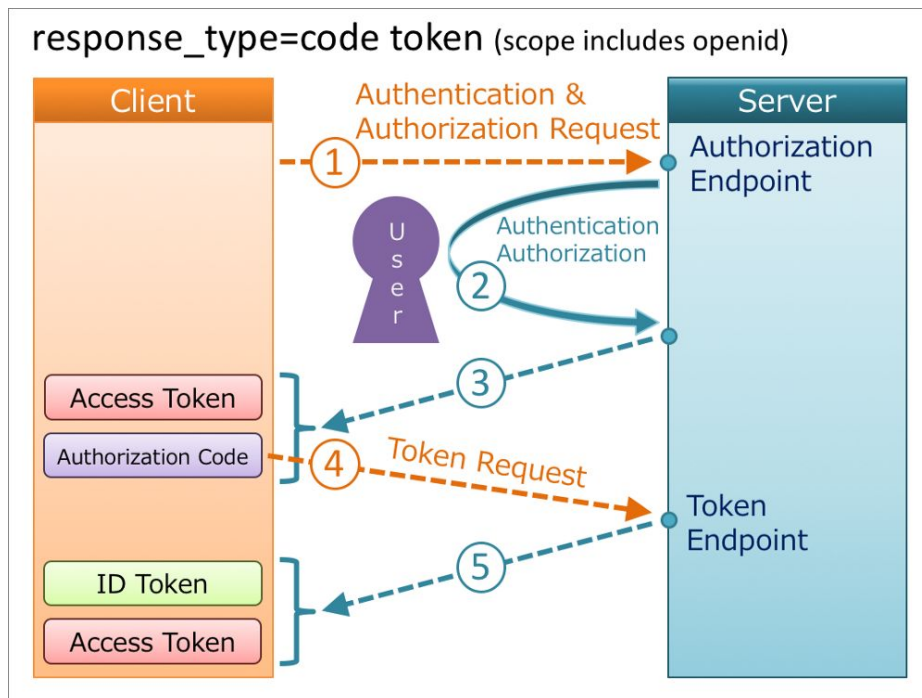 response_type=code token (scope includes openid)
Client
Authentication &
Authorization Request
Server
1
Authorization
Endpoint
User
Authentication
Authorization
2
3
Access Token
Authorization Code
4
Token Request
Token
Endpoint
5
ID Token
Access Token